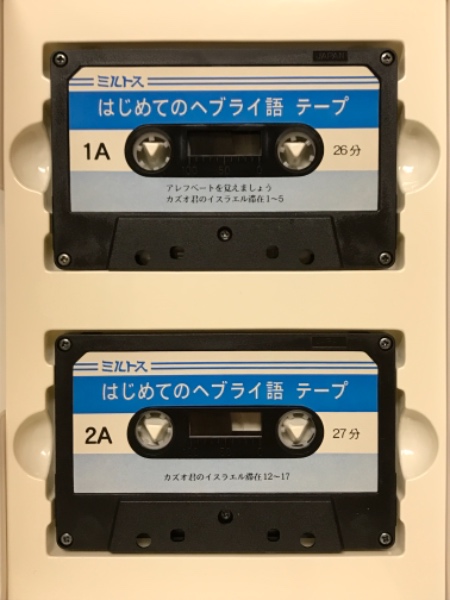 ミルトス
はじめてのヘブライ語 テープ
1A
26分
アレフベートを覚えましょう
カズオ君のイスラエル滞在1~5
ミルトス
はじめてのヘブライ語 テープ
2A
27分
カズオ君のイスラエル滞在12~17